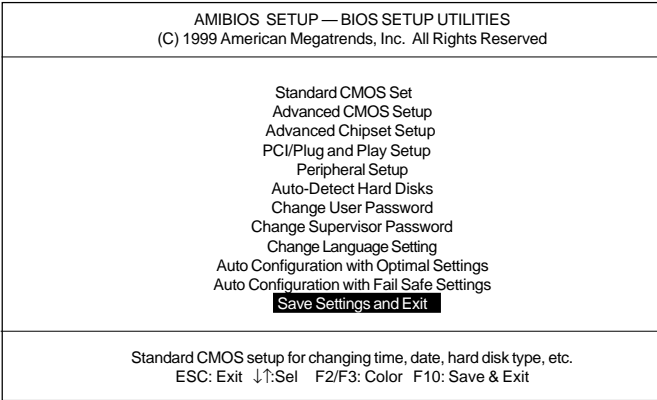 AMIBIOS SETUP — BIOS SETUP UTILITIES
(C) 1999 American Megatrends, Inc. All Rights Reserved
Standard CMOS Set
Advanced CMOS Setup
Advanced Chipset Setup
PCI/Plug and Play Setup
Peripheral Setup
Auto-Detect Hard Disks
Change User Password
Change Supervisor Password
Change Language Setting
Auto Configuration with Optimal Settings
Auto Configuration with Fail Safe Settings
Save Settings and Exit
Standard CMOS setup for changing time, date, hard disk type, etc.
ESC: Exit ↓↑:Sel F2/F3: Color F10: Save & Exit